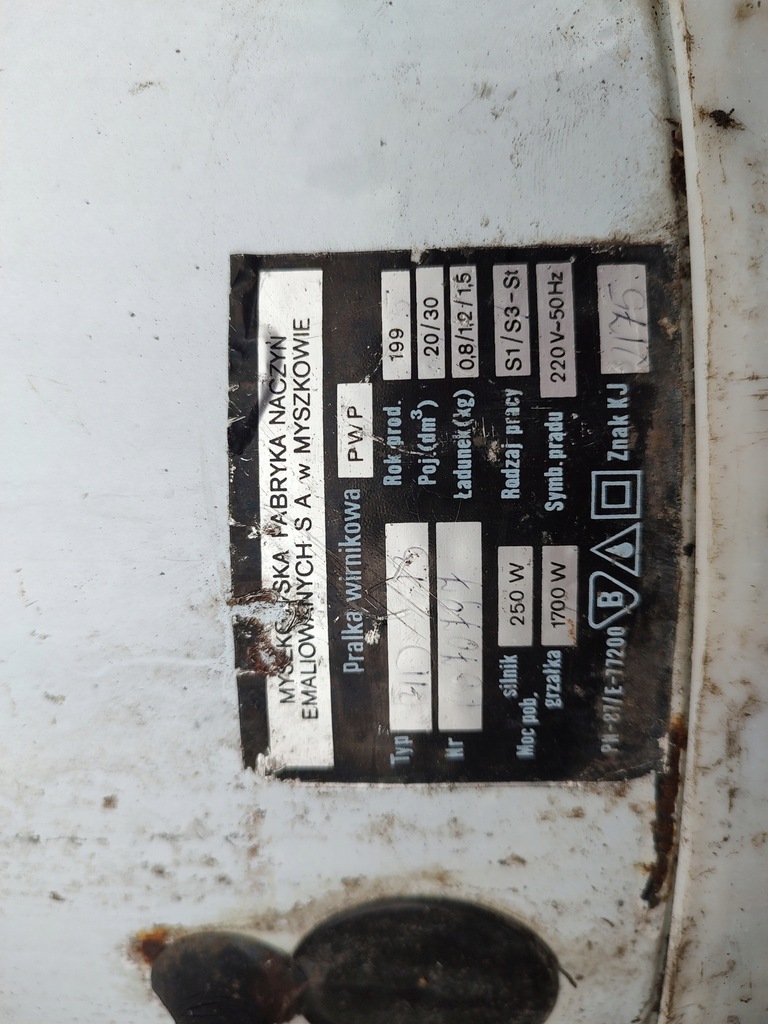 FABRYKA NACZYŃ
EMALIOWANYCH S A w MYSZKOWIE
Pralka wirnikowa PWP
Typ
Rok prod. 199
Nr
Poj.(dm³) 20/30
Ładunek (kg) 0,8/1,2/1,5
Moc pob. silnik 250 W
Rodzaj pracy S1/S3-St
grzałka 1700 W
Symb. prądu 220V~50Hz
PN-87/E-77200 B Znak KJ